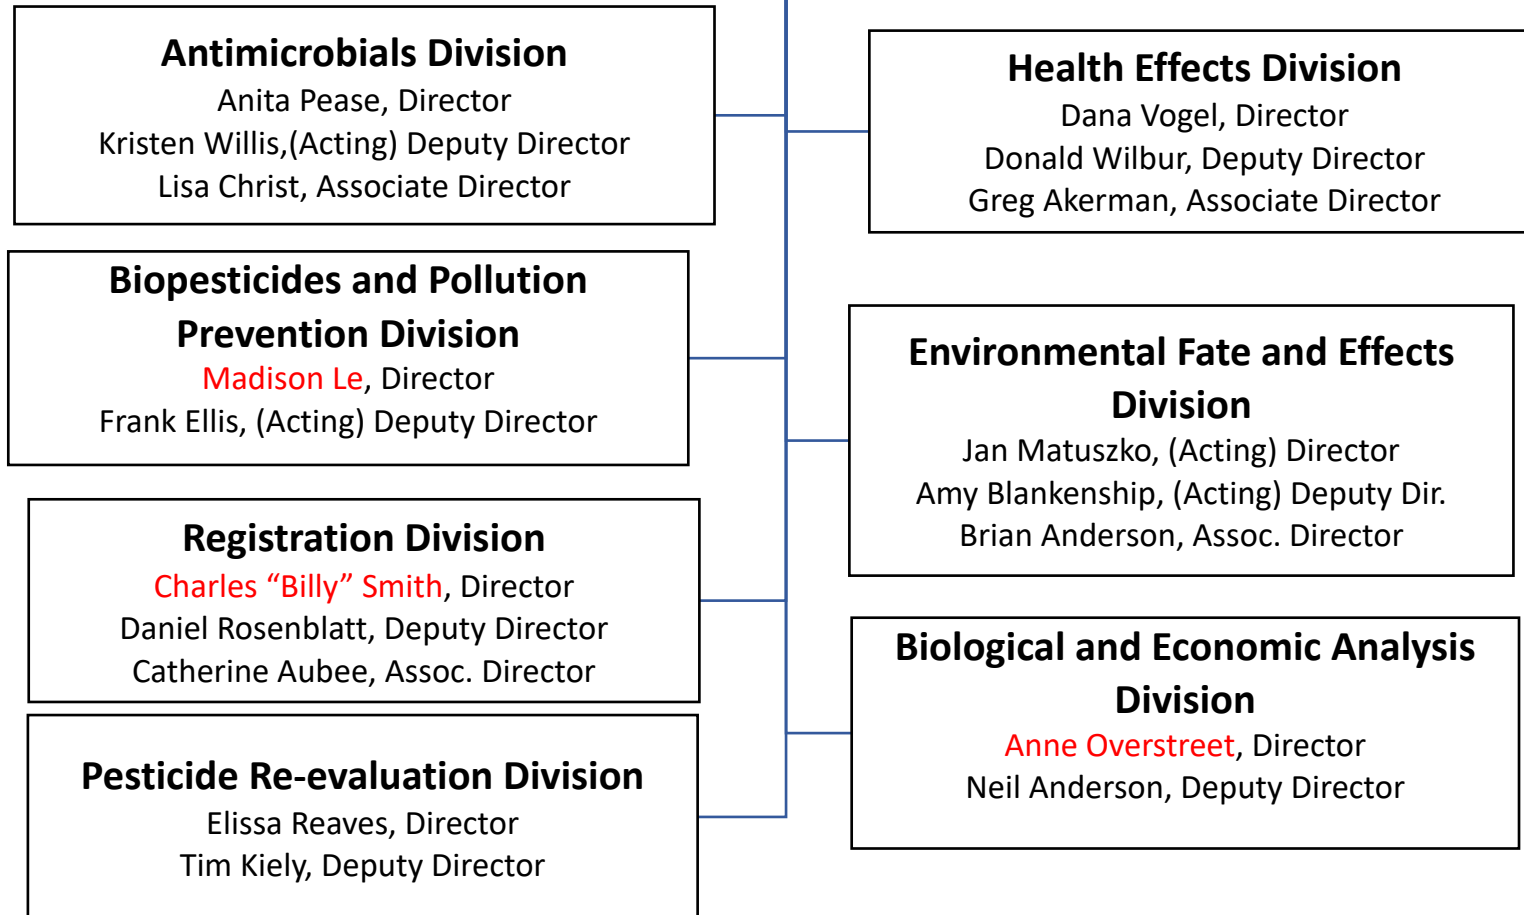 Antimicrobials Division
Anita Pease, Director
Kristen Willis,(Acting) Deputy Director
Lisa Christ, Associate Director
Biopesticides and Pollution
Prevention Division
Madison Le, Director
Frank Ellis, (Acting) Deputy Director
Registration Division
Charles “Billy” Smith, Director
Daniel Rosenblatt, Deputy Director
Catherine Aubee, Assoc. Director
Pesticide Re-evaluation Division
Elissa Reaves, Director
Tim Kiely, Deputy Director
Health Effects Division
Dana Vogel, Director
Donald Wilbur, Deputy Director
Greg Akerman, Associate Director
Environmental Fate and Effects
Division
Jan Matuszko, (Acting) Director
Amy Blankenship, (Acting) Deputy Dir.
Brian Anderson, Assoc. Director
Biological and Economic Analysis
Division
Anne Overstreet, Director
Neil Anderson, Deputy Director